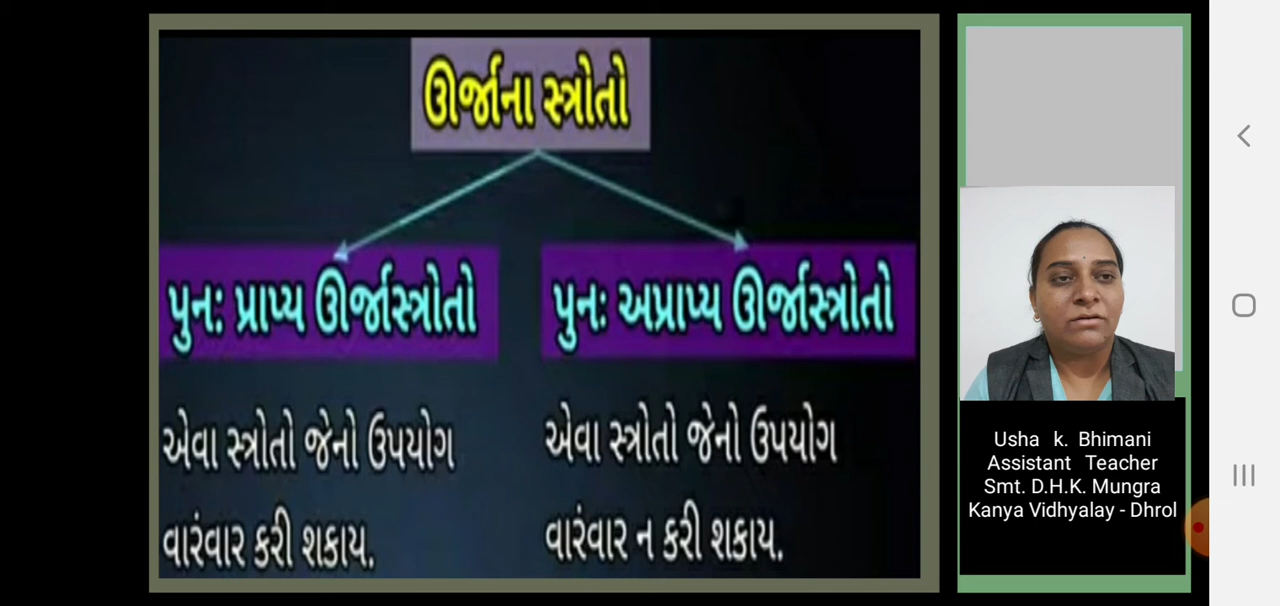 ઊર્જાના સ્ત્રોતો
પુનઃ પ્રાપ્ય ઊર્જાસ્ત્રોતો
એવા સ્ત્રોતો જેનો ઉપયોગ
વારંવાર કરી શકાય.
પુનઃ અપ્રાપ્ય ઊર્જાસ્ત્રોતો
એવા સ્ત્રોતો જેનો ઉપયોગ
વારંવાર ન કરી શકાય.
Usha k. Bhimani
Assistant Teacher
Smt. D.H.K. Mungra
Kanya Vidhyalay - Dhrol